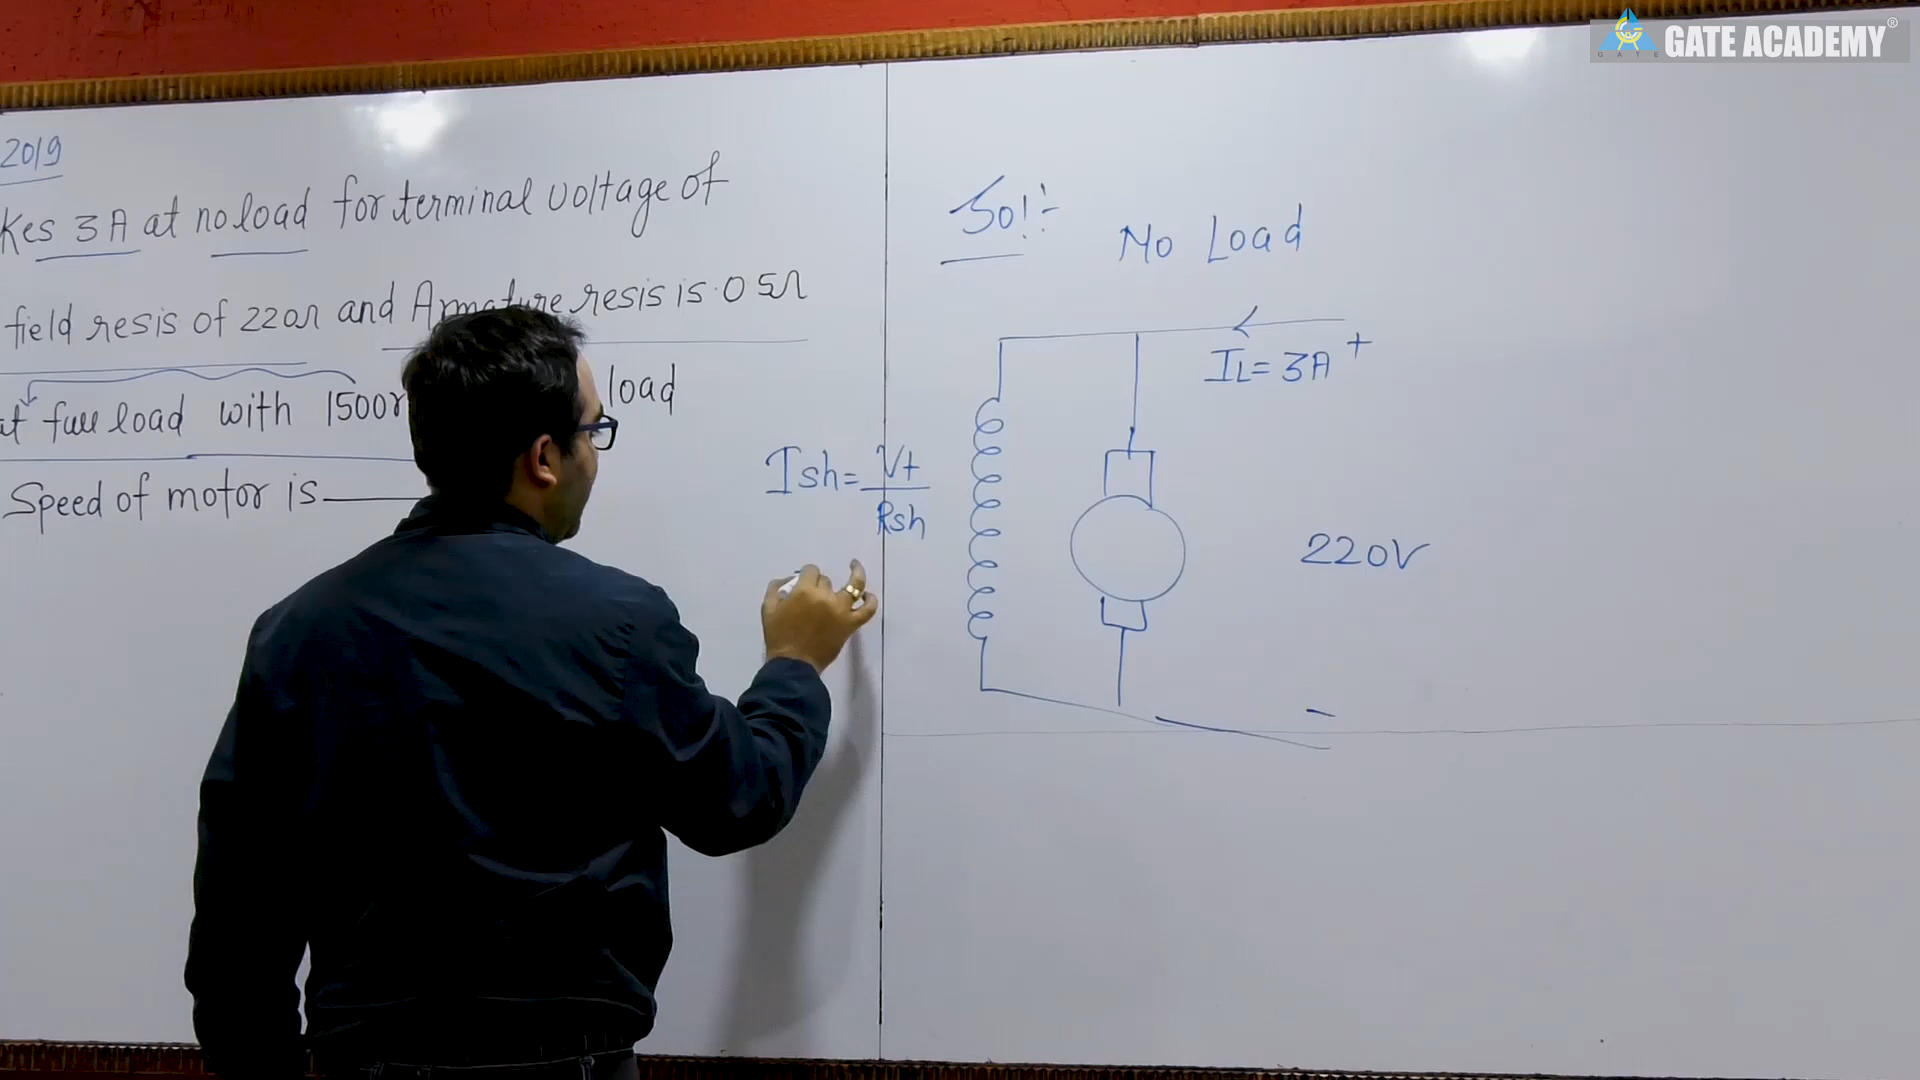 2019
kes 3A at no load for terminal voltage of
field resis of 220Ω and Armature resis is 0.5Ω
at full load with 1500r load
Speed of motor is
Sol:-
No Load
IL=3A
+
Ish=Vt/Rsh
220V
-
GATE ACADEMY®
GATE